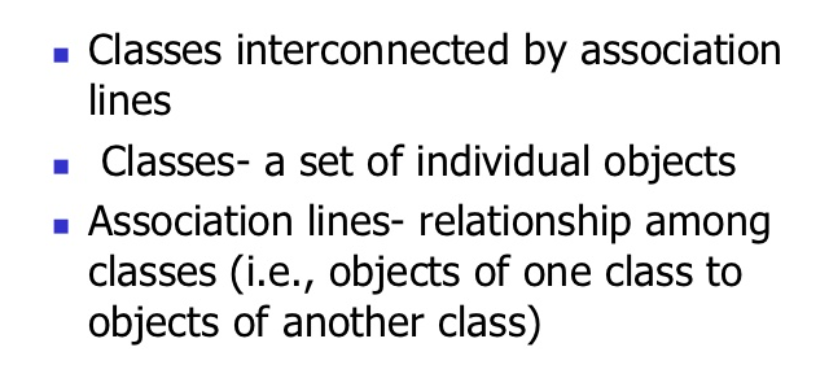 ▪ Classes interconnected by association
lines
▪ Classes- a set of individual objects
▪ Association lines- relationship among
classes (i.e., objects of one class to
objects of another class)